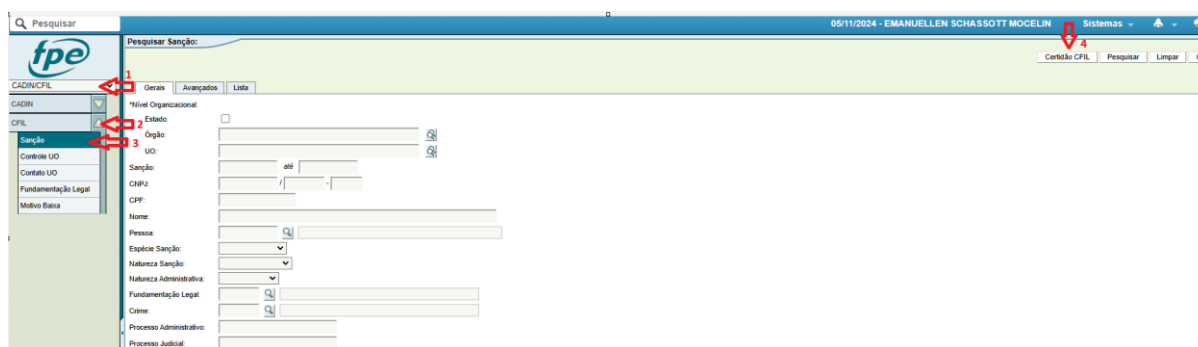 Pesquisar
05/11/2024 - EMANUELLEN SCHASSOTT MOCELIN
Sistemas
fpe
Pesquisar Sanção:
4
Certidão CFIL
Pesquisar
Limpar
CADIN/CFIL
1
Gerais
Avançados
Lista
CADIN
*Nível Organizacional:
CFIL
2
Estado:
Sanção
3
Órgão:
Controle UO
UO:
Contato UO
Sanção:
até
Fundamentação Legal
CNPJ:
/
-
Motivo Baixa
CPF:
Nome:
Pessoa:
Espécie Sanção:
Natureza Sanção:
Natureza Administrativa:
Fundamentação Legal:
Crime:
Processo Administrativo:
Processo Judicial: